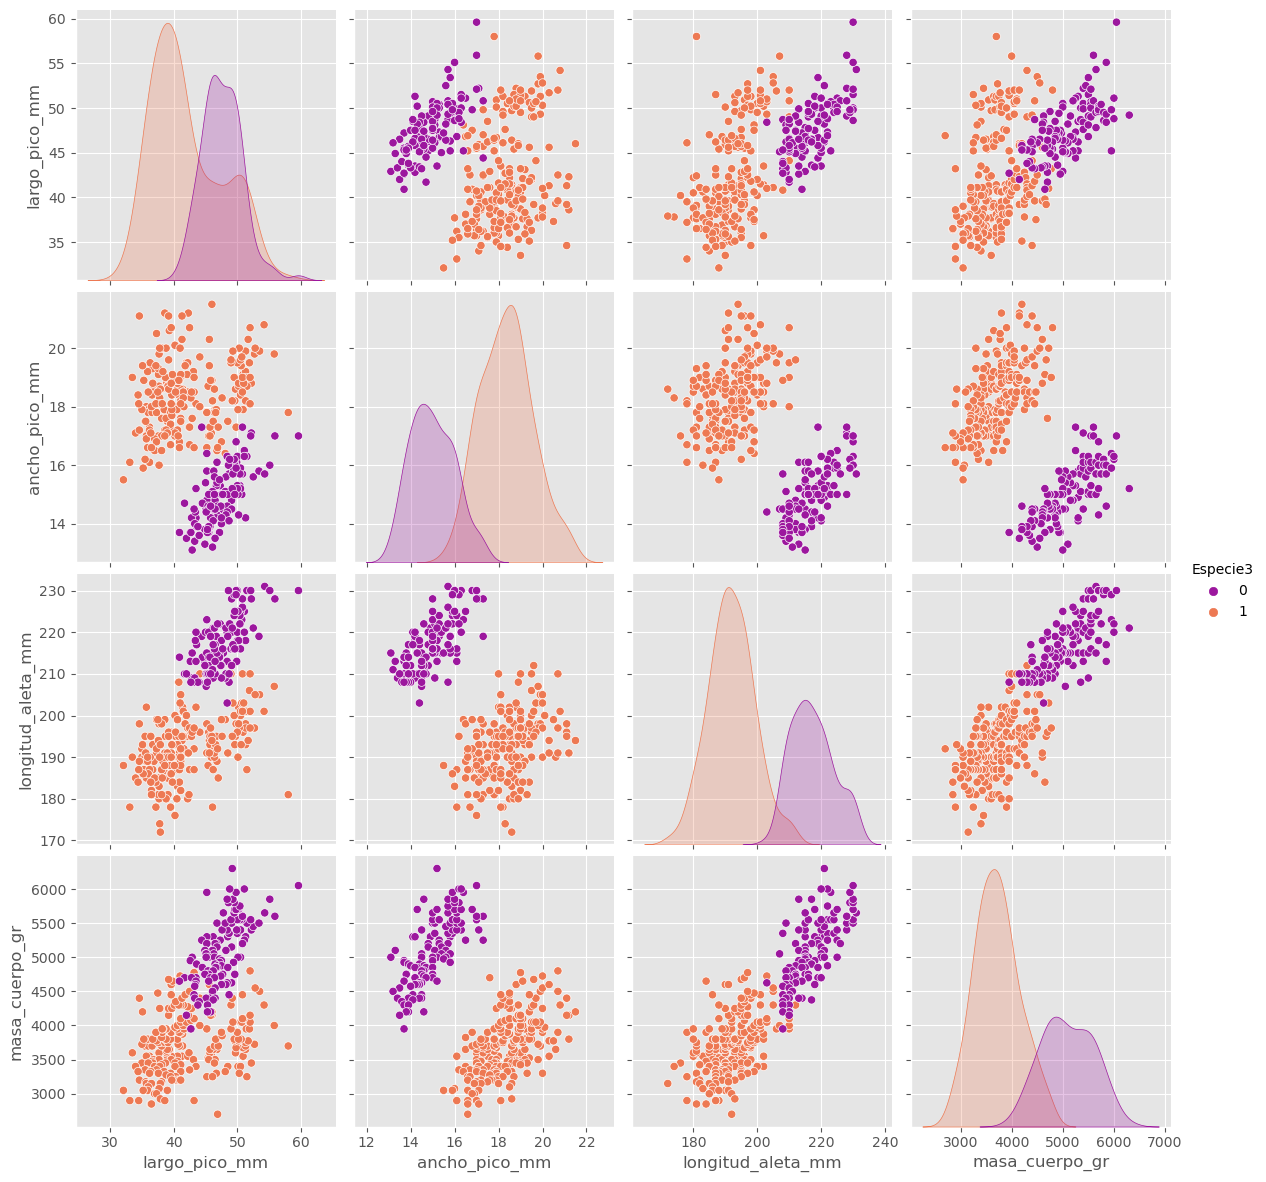 60
55
50
45
40
35
largo_pico_mm
20
18
16
14
ancho_pico_mm
230
220
210
200
190
180
170
longitud_aleta_mm
Especie3
0
1
6000
5500
5000
4500
4000
3500
3000
masa_cuerpo_gr
30 40 50 60
12 14 16 18 20 22
180 200 220 240
3000 4000 5000 6000 7000
largo_pico_mm ancho_pico_mm longitud_aleta_mm masa_cuerpo_gr